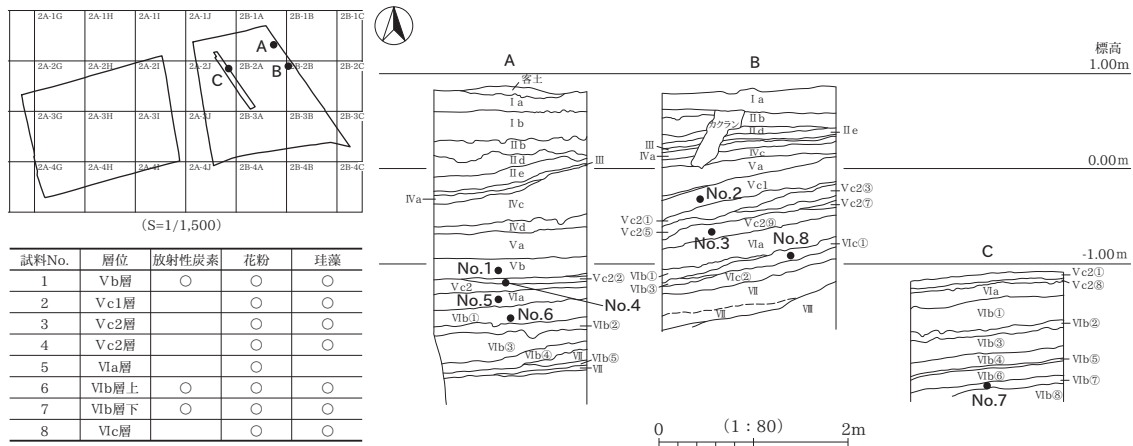 2A-1G 2A-1H 2A-1I 2A-1J 2B-1A 2B-1B 2B-1C
A
2A-2G 2A-2H 2A-2I 2A-2J 2B-2A 2B-2B 2B-2C
C B
2A-3G 2A-3H 2A-3I 2A-3J 2B-3A 2B-3B 2B-3C
2A-4G 2A-4H 2A-4I 2A-4J 2B-4A 2B-4B 2B-4C
(S=1/1,500)
試料No. 層位 放射性炭素 花粉 珪藻
1 Ⅴb層 ○ ○ ○
2 Ⅴc1層 ○ ○
3 Ⅴc2層 ○ ○
4 Ⅴc2層 ○ ○
5 Ⅵa層 ○
6 Ⅵb層上 ○ ○ ○
7 Ⅵb層下 ○ ○ ○
8 Ⅵc層 ○ ○
標高
1.00m
0.00m
-1.00m
A
客土
Ⅰa
Ⅰb
Ⅱb
Ⅱd
Ⅲ
Ⅱe
Ⅳa
Ⅳc
Ⅳd
Ⅴa
Ⅴb
No.1
Ⅴc2②
Ⅴc2
No.4
No.5
Ⅵa
Ⅵb①
No.6
Ⅵb②
Ⅵb③
Ⅵb④
Ⅶ
Ⅵb⑤
Ⅶ
B
Ⅰa
Ⅱb
カクラン
Ⅱd
Ⅱe
Ⅲ
Ⅳa
Ⅳc
Ⅴa
Ⅴc1
Ⅴc2③
No.2
Ⅴc2⑦
Ⅴc2①
Ⅴc2⑨
Ⅴc2⑤
No.3
Ⅵa
No.8
Ⅵc①
Ⅵb①
Ⅵc②
Ⅵb③
Ⅶ
Ⅶ
Ⅷ
C
Ⅴc2①
Ⅴc2⑧
Ⅵa
Ⅵb①
Ⅵb②
Ⅵb③
Ⅵb④
Ⅵb⑤
Ⅵb⑥
Ⅵb⑦
No.7
Ⅵb⑧
(1：80)
0 2m